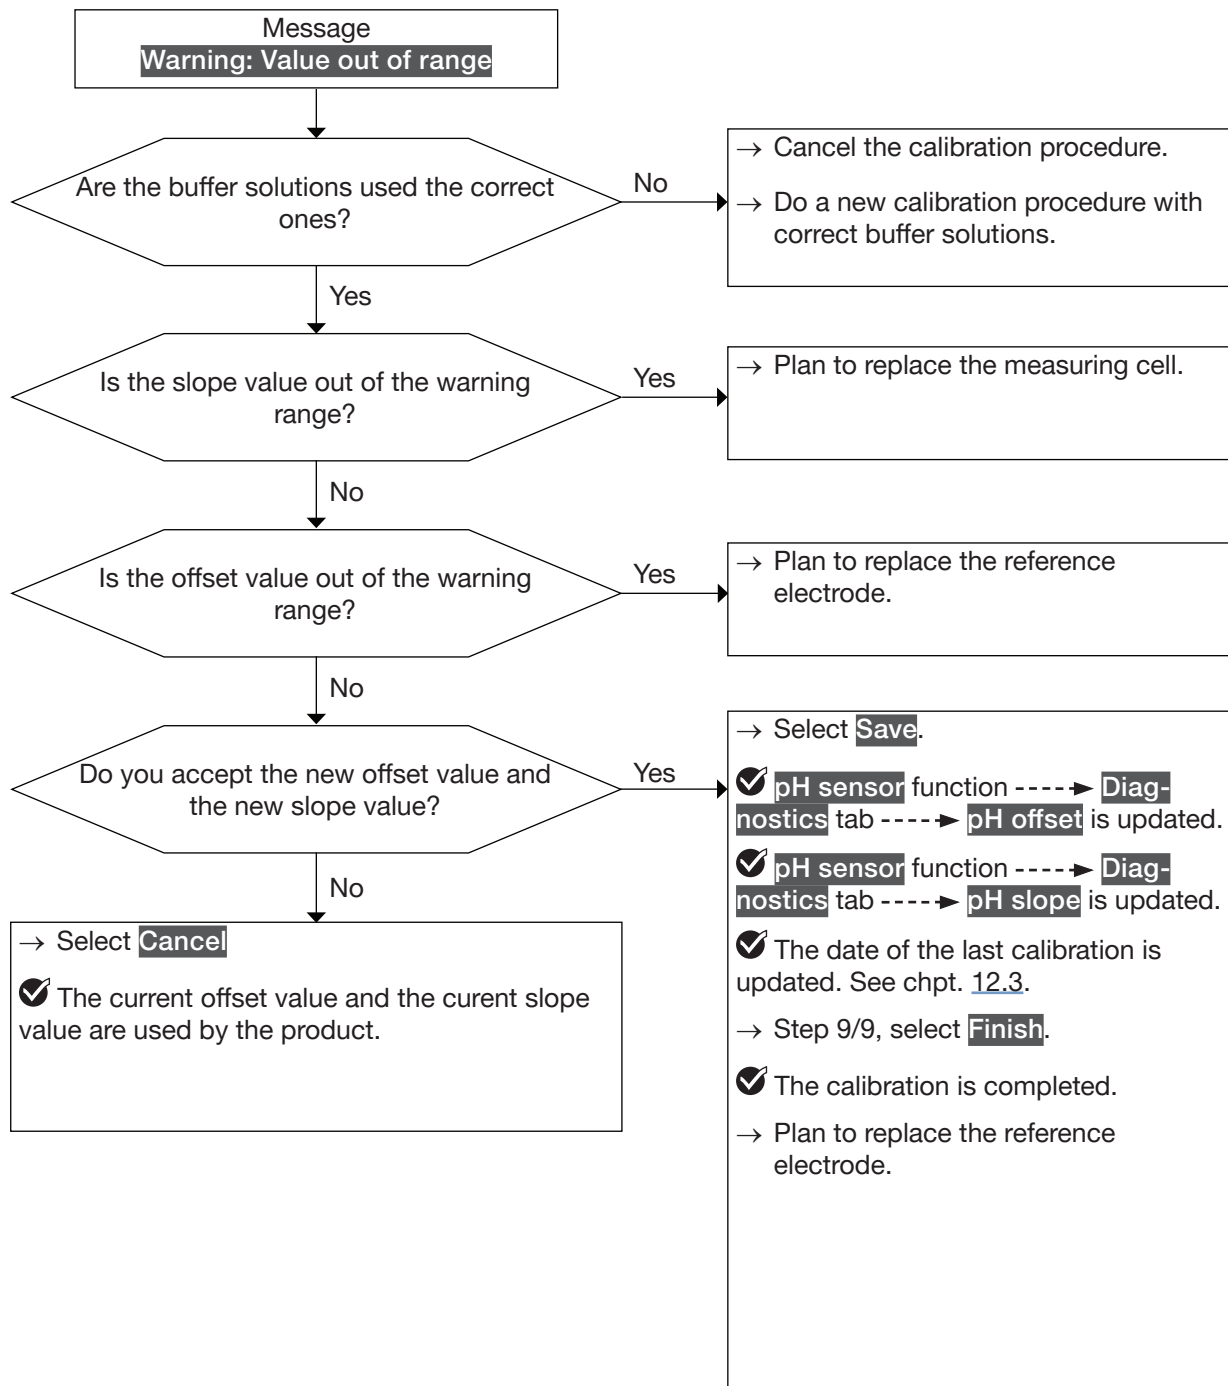 Message
Warning: Value out of range
Are the buffer solutions used the correct
ones?
No
→ Cancel the calibration procedure.
→ Do a new calibration procedure with
correct buffer solutions.
Yes
Is the slope value out of the warning
range?
Yes
→ Plan to replace the measuring cell.
No
Is the offset value out of the warning
range?
Yes
→ Plan to replace the reference
electrode.
No
Do you accept the new offset value and
the new slope value?
Yes
→ Select Save.
pH sensor function -----► Diag-
nostics tab -----► pH offset is updated.
pH sensor function -----► Diag-
nostics tab -----► pH slope is updated.
The date of the last calibration is
updated. See chpt. 12.3.
→ Step 9/9, select Finish.
The calibration is completed.
→ Plan to replace the reference
electrode.
No
→ Select Cancel
The current offset value and the curent slope
value are used by the product.